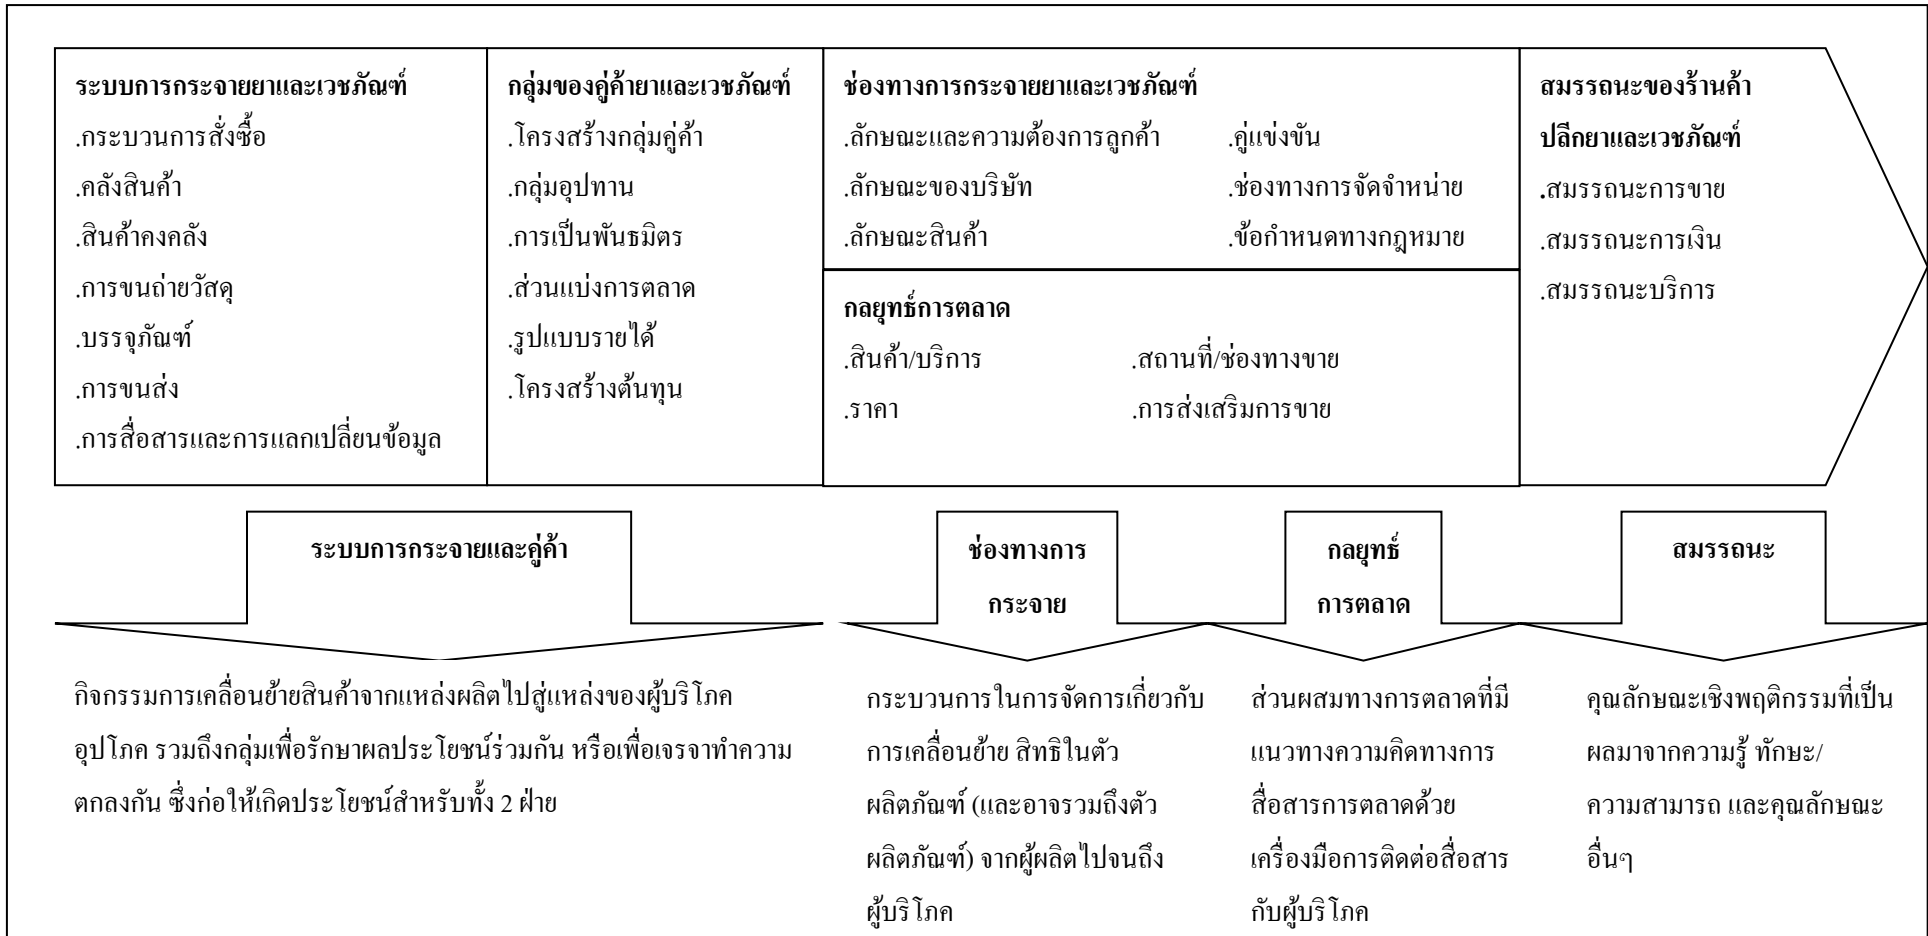 ระบบการกระจายยาและเวชภัณฑ์
.กระบวนการสั่งซื้อ
.คลังสินค้า
.สินค้าคงคลัง
.การขนถ่ายวัสดุ
.บรรจุภัณฑ์
.การขนส่ง
.การสื่อสารและการแลกเปลี่ยนข้อมูล
กลุ่มของคู่ค้ายาและเวชภัณฑ์
.โครงสร้างกลุ่มคู่ค้า
.กลุ่มอุปทาน
.การเป็นพันธมิตร
.ส่วนแบ่งการตลาด
.รูปแบบรายได้
.โครงสร้างต้นทุน
ช่องทางการกระจายยาและเวชภัณฑ์
.ลักษณะและความต้องการลูกค้า .คู่แข่งขัน
.ลักษณะของบริษัท .ช่องทางการจัดจำหน่าย
.ลักษณะสินค้า .ข้อกำหนดทางกฎหมาย
กลยุทธ์การตลาด
.สินค้า/บริการ .สถานที่/ช่องทางขาย
.ราคา .การส่งเสริมการขาย
สมรรถนะของร้านค้า
ปลีกยาและเวชภัณฑ์
.สมรรถนะการขาย
.สมรรถนะการเงิน
.สมรรถนะบริการ
ระบบการกระจายและคู่ค้า
กิจกรรมการเคลื่อนย้ายสินค้าจากแหล่งผลิตไปสู่แหล่งของผู้บริโภค
อุปโภค รวมถึงกลุ่มเพื่อรักษาผลประโยชน์ร่วมกัน หรือเพื่อเจรจาทำความ
ตกลงกัน ซึ่งก่อให้เกิดประโยชน์สำหรับทั้ง 2 ฝ่าย
ช่องทางการ
กระจาย
กระบวนการในการจัดการเกี่ยวกับ
การเคลื่อนย้าย สิทธิในตัว
ผลิตภัณฑ์ (และอาจรวมถึงตัว
ผลิตภัณฑ์) จากผู้ผลิตไปจนถึง
ผู้บริโภค
กลยุทธ์
การตลาด
ส่วนผสมทางการตลาดที่มี
แนวทางความคิดทางการ
สื่อสารการตลาดด้วย
เครื่องมือการติดต่อสื่อสาร
กับผู้บริโภค
สมรรถนะ
คุณลักษณะเชิงพฤติกรรมที่เป็น
ผลมาจากความรู้ ทักษะ/
ความสามารถ และคุณลักษณะ
อื่นๆ